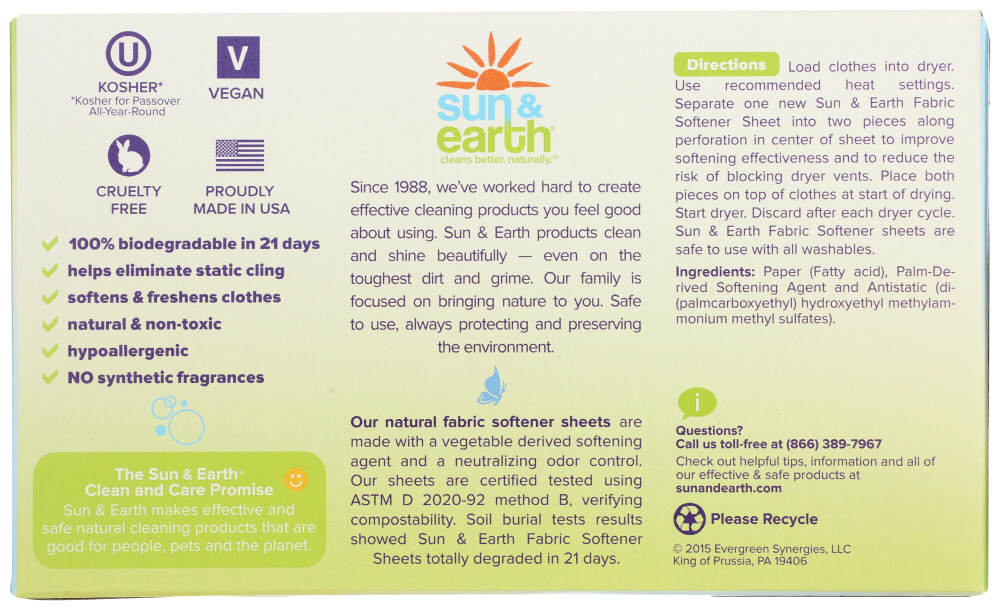 U
KOSHER*
*Kosher for Passover
All-Year-Round
V
VEGAN
CRUELTY
FREE
PROUDLY
MADE IN USA
100% biodegradable in 21 days
helps eliminate static cling
softens & freshens clothes
natural & non-toxic
hypoallergenic
NO synthetic fragrances
The Sun & Earth®
Clean and Care Promise
Sun & Earth makes effective and
safe natural cleaning products that are
good for people, pets and the planet.
sun &
earth®
cleans better. naturally.™
Since 1988, we've worked hard to create
effective cleaning products you feel good
about using. Sun & Earth products clean
and shine beautifully — even on the
toughest dirt and grime. Our family is
focused on bringing nature to you. Safe
to use, always protecting and preserving
the environment.
Our natural fabric softener sheets are
made with a vegetable derived softening
agent and a neutralizing odor control.
Our sheets are certified tested using
ASTM D 2020-92 method B, verifying
compostability. Soil burial tests results
showed Sun & Earth Fabric Softener
Sheets totally degraded in 21 days.
Directions Load clothes into dryer.
Use recommended heat settings.
Separate one new Sun & Earth Fabric
Softener Sheet into two pieces along
perforation in center of sheet to improve
softening effectiveness and to reduce the
risk of blocking dryer vents. Place both
pieces on top of clothes at start of drying.
Start dryer. Discard after each dryer cycle.
Sun & Earth Fabric Softener sheets are
safe to use with all washables.
Ingredients: Paper (Fatty acid), Palm-De-
rived Softening Agent and Antistatic (di-
(palmcarboxyethyl) hydroxyethyl methylam-
monium methyl sulfates).
i
Questions?
Call us toll-free at (866) 389-7967
Check out helpful tips, information and all of
our effective & safe products at
sunandearth.com
Please Recycle
© 2015 Evergreen Synergies, LLC
King of Prussia, PA 19406